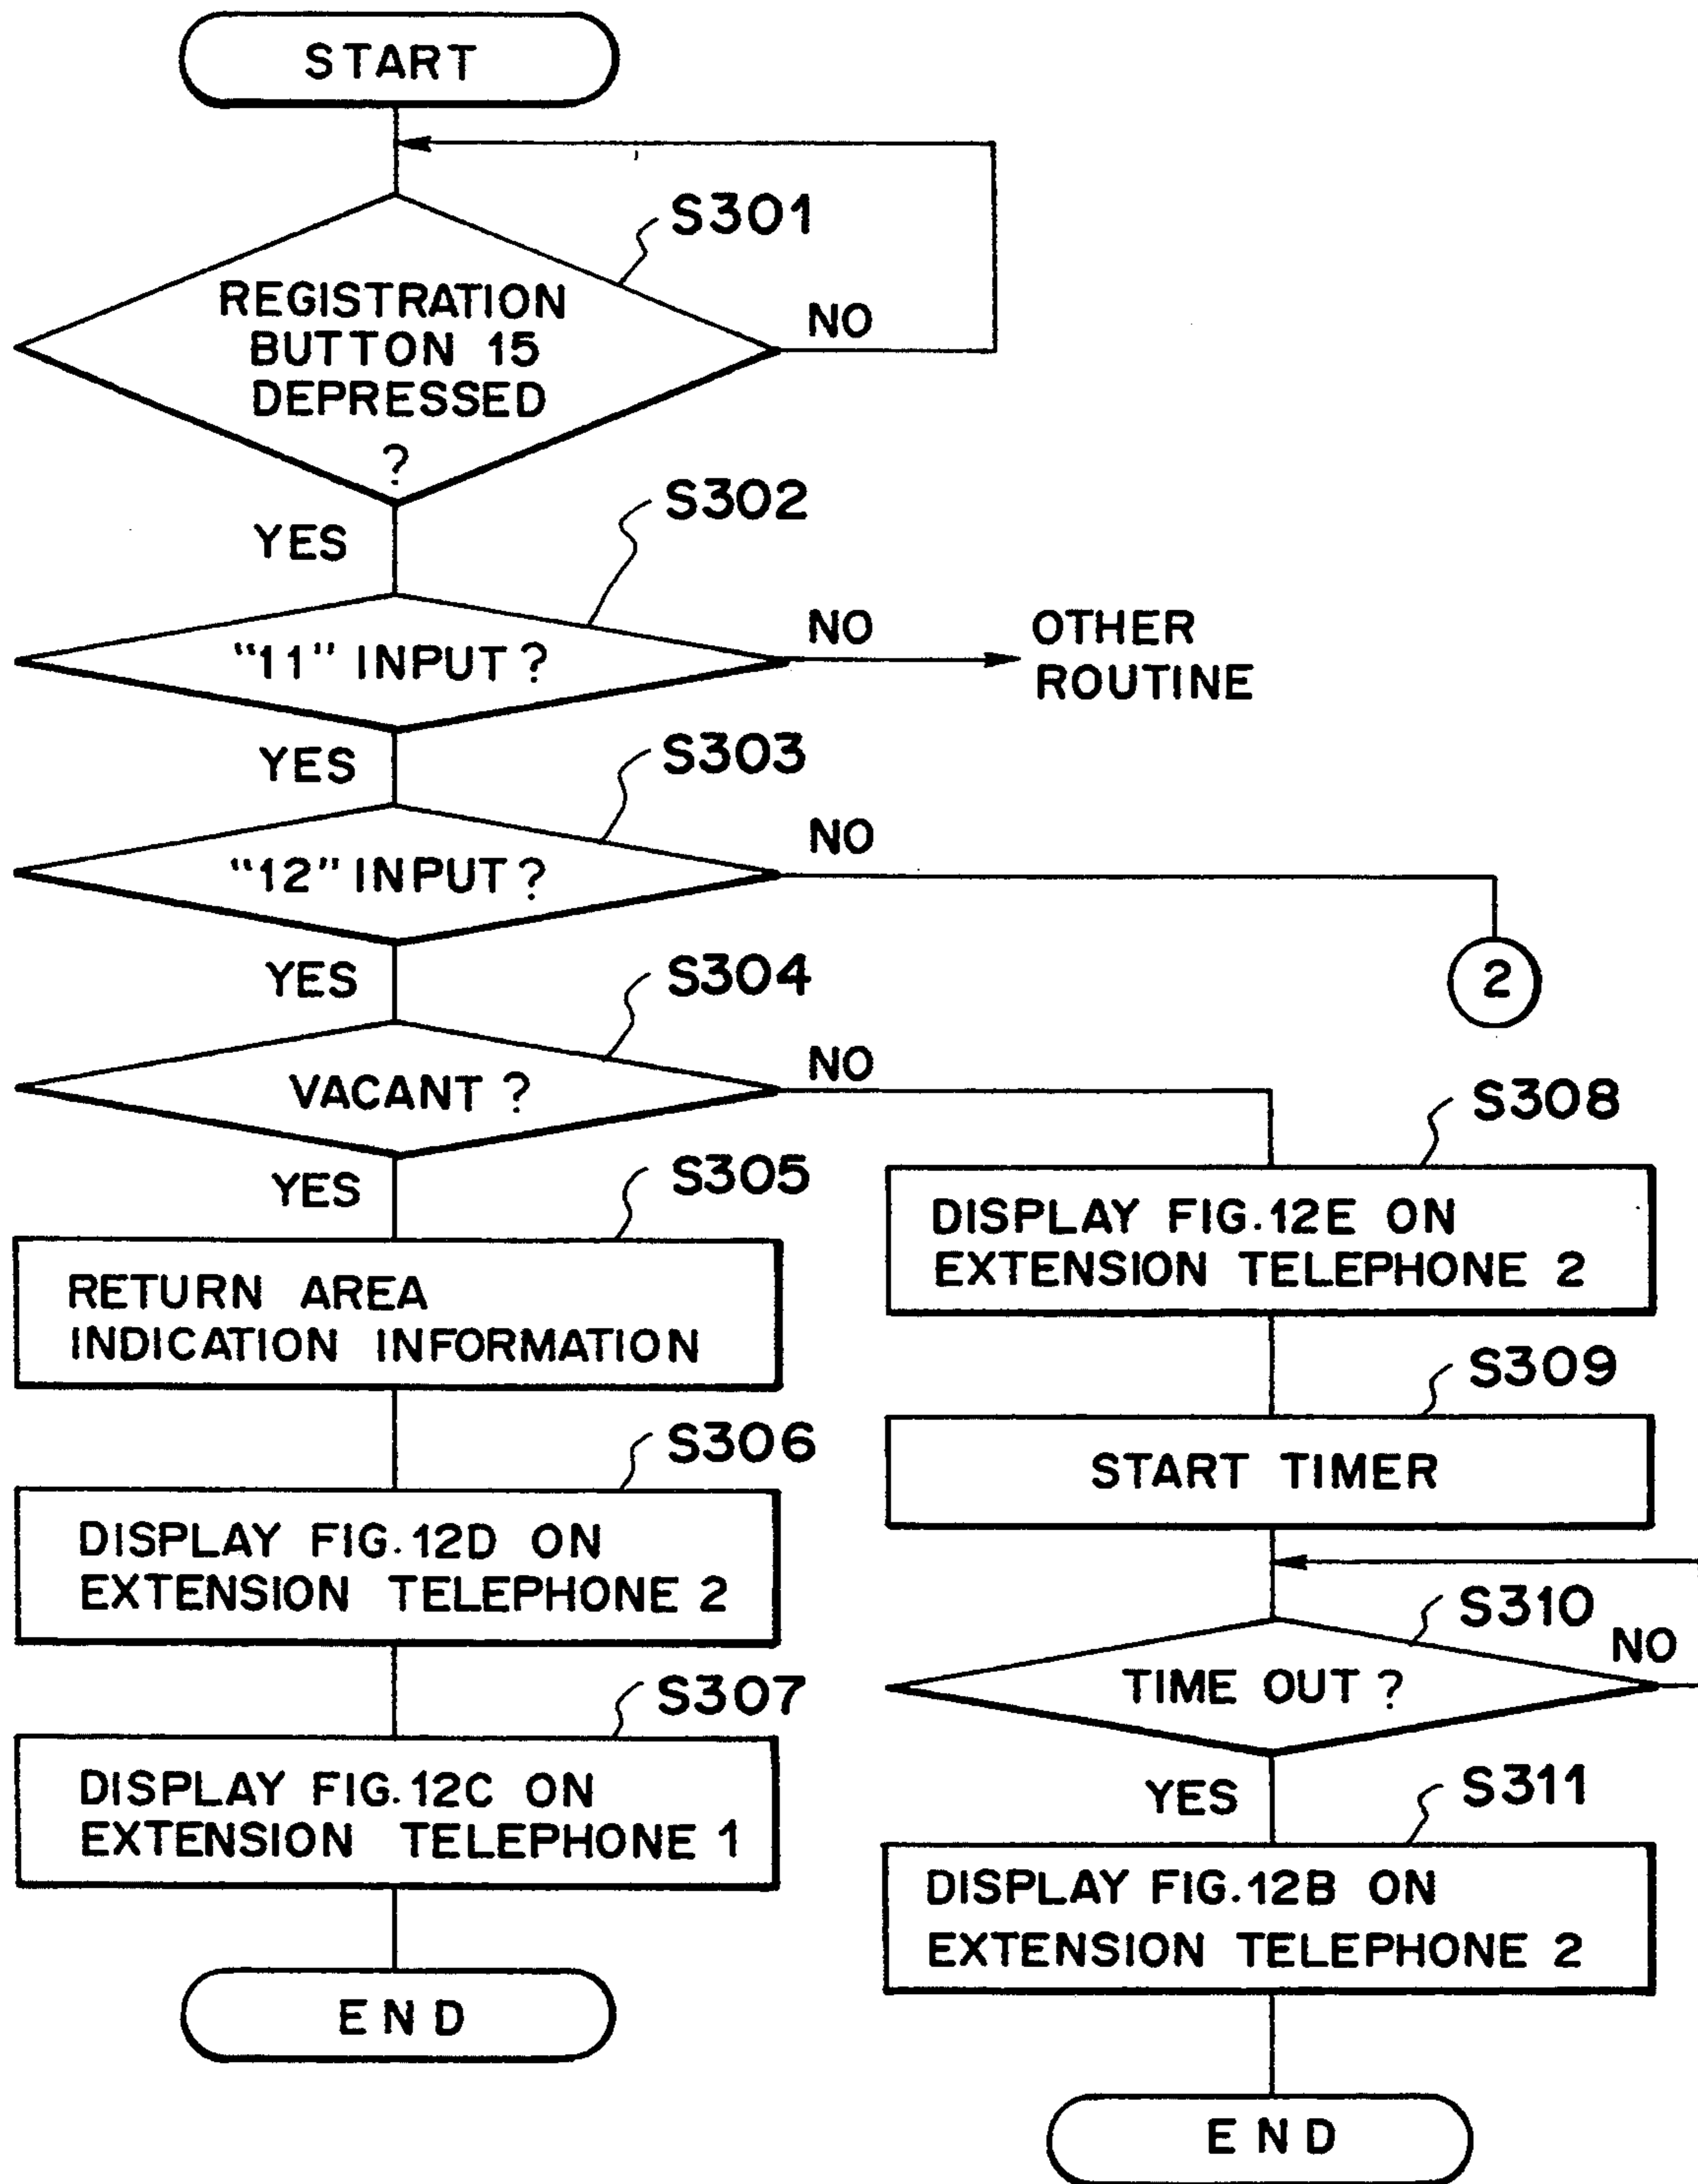 START
S301
REGISTRATION
BUTTON 15
DEPRESSED
?
NO
YES
S302
"11" INPUT ?
NO
OTHER
ROUTINE
YES
S303
"12" INPUT ?
NO
2
YES
S304
VACANT ?
NO
YES
S305
RETURN AREA
INDICATION INFORMATION
S306
DISPLAY FIG. 12D ON
EXTENSION TELEPHONE 2
S307
DISPLAY FIG. 12C ON
EXTENSION TELEPHONE 1
END
S308
DISPLAY FIG. 12E ON
EXTENSION TELEPHONE 2
S309
START TIMER
S310
TIME OUT ?
NO
YES
S311
DISPLAY FIG. 12B ON
EXTENSION TELEPHONE 2
END